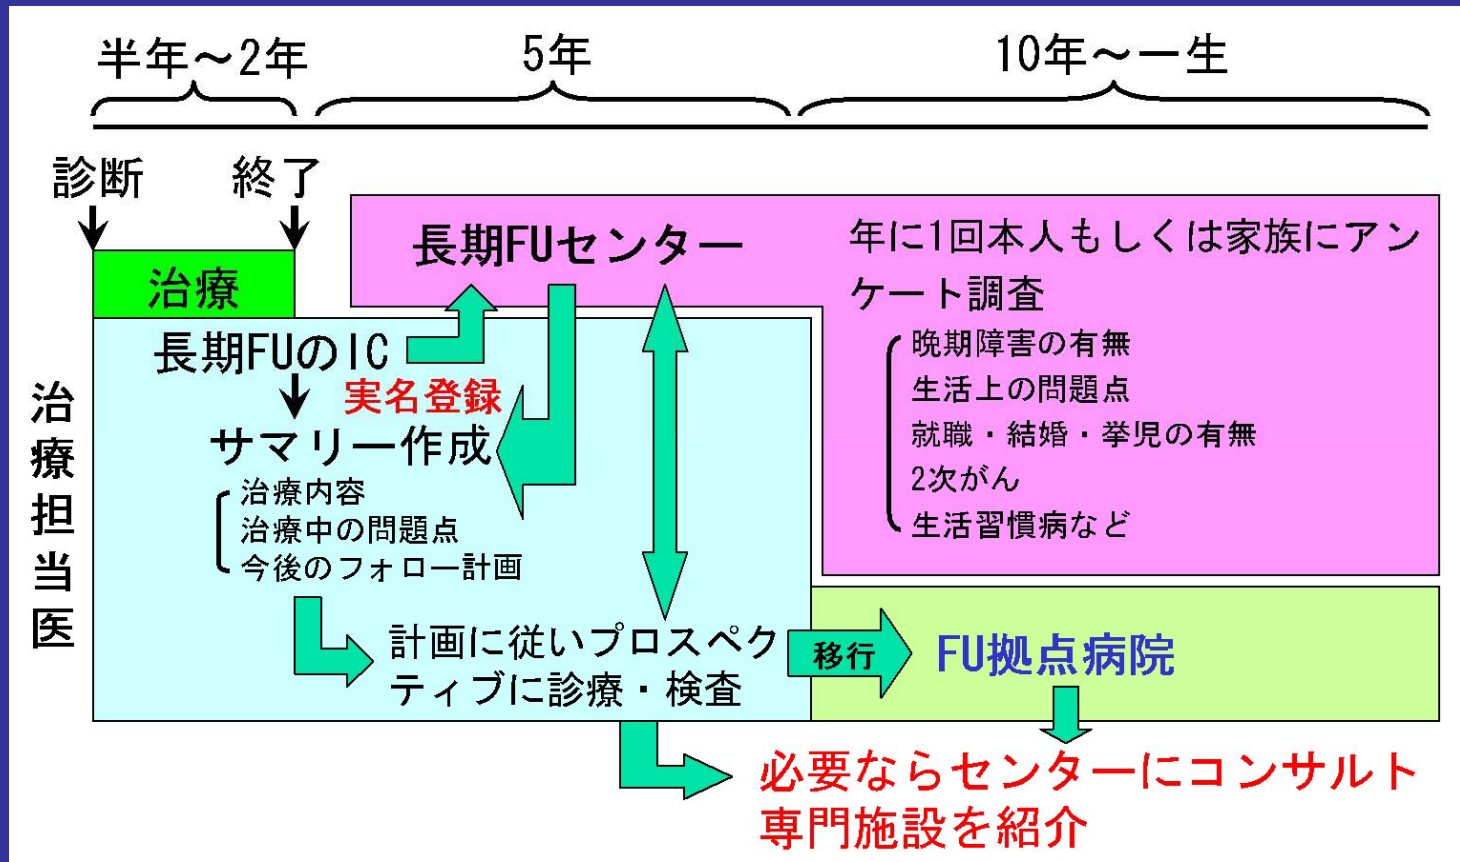 半年～2年
5年
10年～一生
診断
終了
治療
長期FUセンター
年に1回本人もしくは家族にアン
ケート調査
晩期障害の有無
生活上の問題点
就職・結婚・挙児の有無
2次がん
生活習慣病など
治療担当医
長期FUのIC
実名登録
サマリー作成
治療内容
治療中の問題点
今後のフォロー計画
計画に従いプロスペク
ティブに診療・検査
移行
FU拠点病院
必要ならセンターにコンサルト
専門施設を紹介